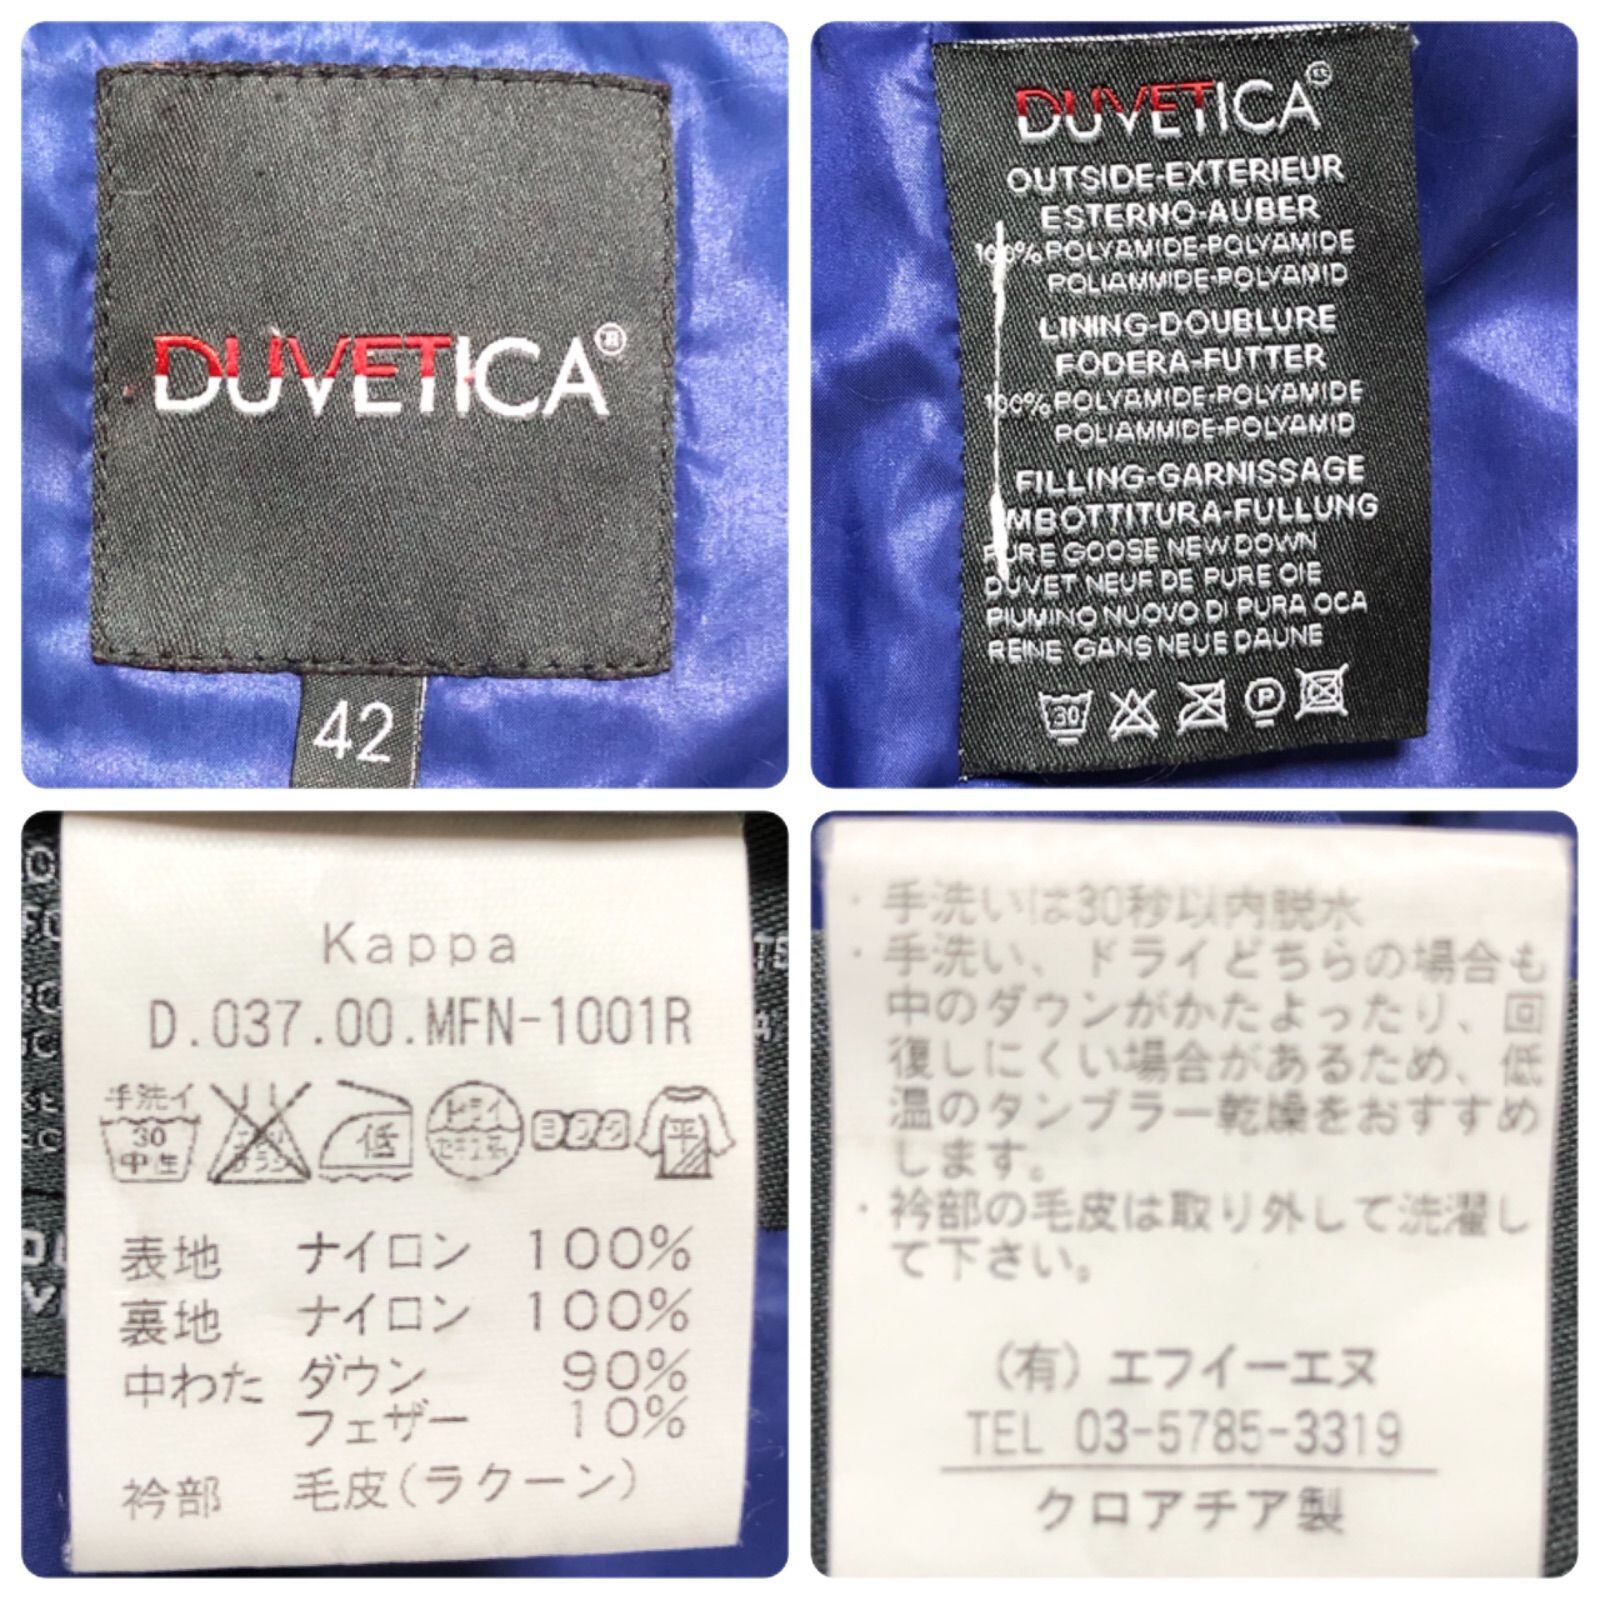 DUVETICA®
42
DUVETICA®
OUTSIDE-EXTERIEUR
ESTERNO-AUBER
100% POLYAMIDE-POLYAMIDE
POLIAMMIDE-POLYAMID
LINING-DOUBLURE
FODERA-FUTTER
100% POLYAMIDE-POLYAMIDE
POLIAMMIDE-POLYAMID
FILLING-GARNISSAGE
MBOTTITURA-FULLUNG
PURE GOOSE NEW DOWN
DUVET NEUF DE PURE OIE
PIUMINO NUOVO DI PURA OCA
REINE GANS NEUE DAUNE
30 P
Kappa
D.037.00.MFN-1001R
手洗イ
30 中性
低
ドライ
ヨワク
平
表地 ナイロン 100%
裏地 ナイロン 100%
中わた ダウン 90%
フェザー 10%
衿部 毛皮(ラクーン)
・手洗いは30秒以内脱水
・手洗い、ドライどちらの場合も
中のダウンがかたよったり、回
復しにくい場合があるため、低
温のタンブラー乾燥をおすすめ
します。
・衿部の毛皮は取り外して洗濯し
て下さい。
(有)エフイーエヌ
TEL 03-5785-3319
クロアチア製